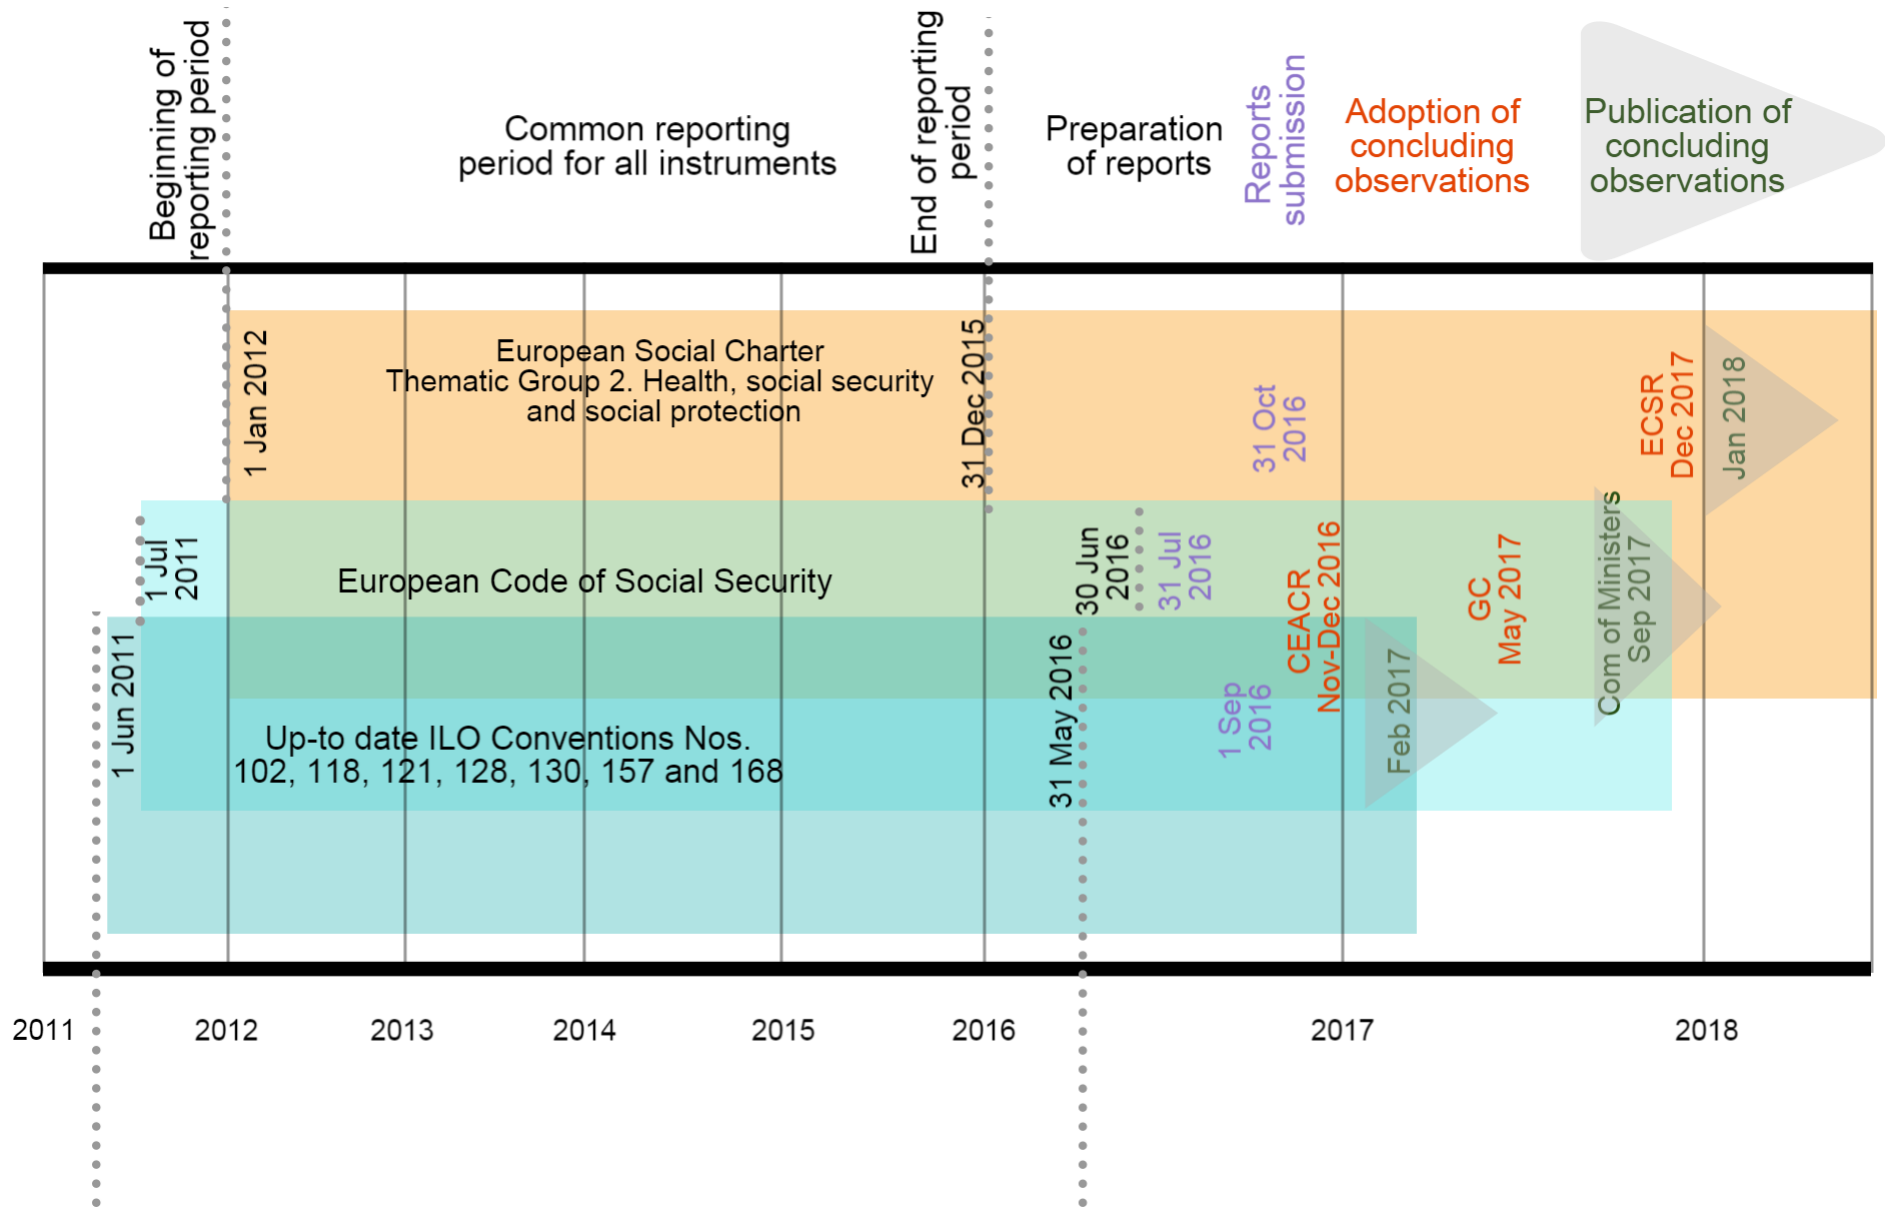 Beginning of
reporting period
Common reporting
period for all instruments
End of reporting
period
Preparation
of reports
Reports
submission
Adoption of
concluding
observations
Publication of
concluding
observations
1 Jan 2012
European Social Charter
Thematic Group 2. Health, social security
and social protection
31 Dec 2015
31 Oct
2016
ECSR
Dec 2017
Jan 2018
1 Jul
2011
European Code of Social Security
30 Jun
2016
31 Jul
2016
CEACR
Nov-Dec 2016
GC
May 2017
Com of Ministers
Sep 2017
1 Jun 2011
Up-to date ILO Conventions Nos.
102, 118, 121, 128, 130, 157 and 168
31 May 2016
1 Sep
2016
Feb 2017
2011
2012
2013
2014
2015
2016
2017
2018